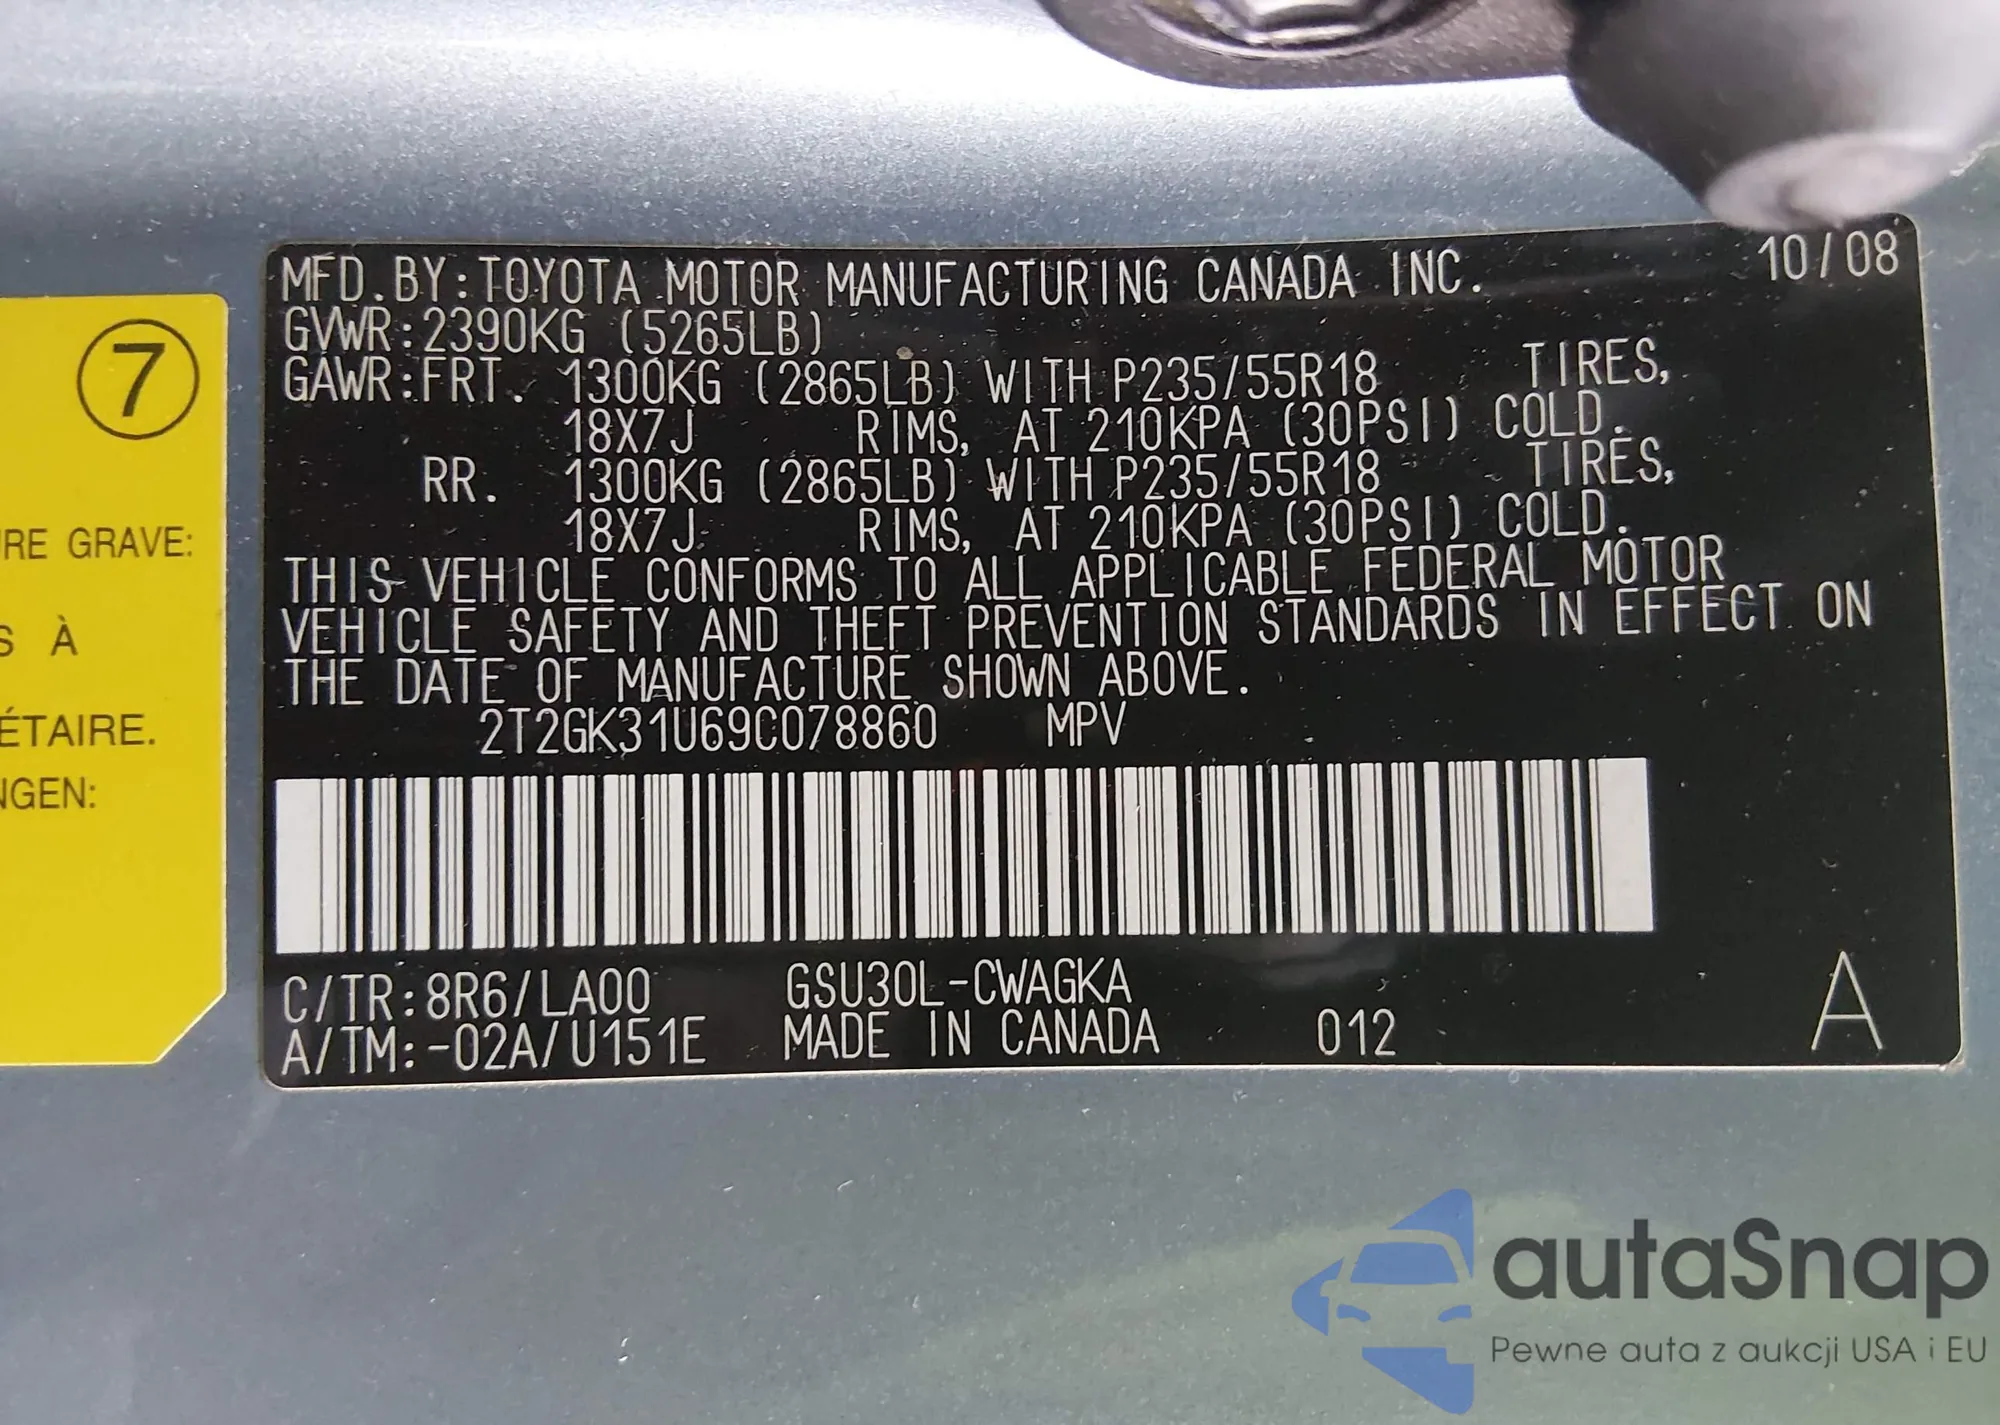 7
RE GRAVE:
S À
ÉTAIRE.
NGEN:
MFD. BY: TOYOTA MOTOR MANUFACTURING CANADA INC. 10/08
GVWR: 2390KG (5265LB)
GAWR: FRT. 1300KG (2865LB) WITH P235/55R18 TIRES,
18X7J RIMS, AT 210KPA (30PSI) COLD.
RR. 1300KG (2865LB) WITH P235/55R18 TIRES,
18X7J RIMS, AT 210KPA (30PSI) COLD.
THIS VEHICLE CONFORMS TO ALL APPLICABLE FEDERAL MOTOR
VEHICLE SAFETY AND THEFT PREVENTION STANDARDS IN EFFECT ON
THE DATE OF MANUFACTURE SHOWN ABOVE.
2T2GK31U69C078860 MPV
C/TR: 8R6/LA00 GSU30L-CWAGKA
A/TM: -02A/U151E MADE IN CANADA 012 A
autaSnap
Pewne auta z aukcji USA i EU